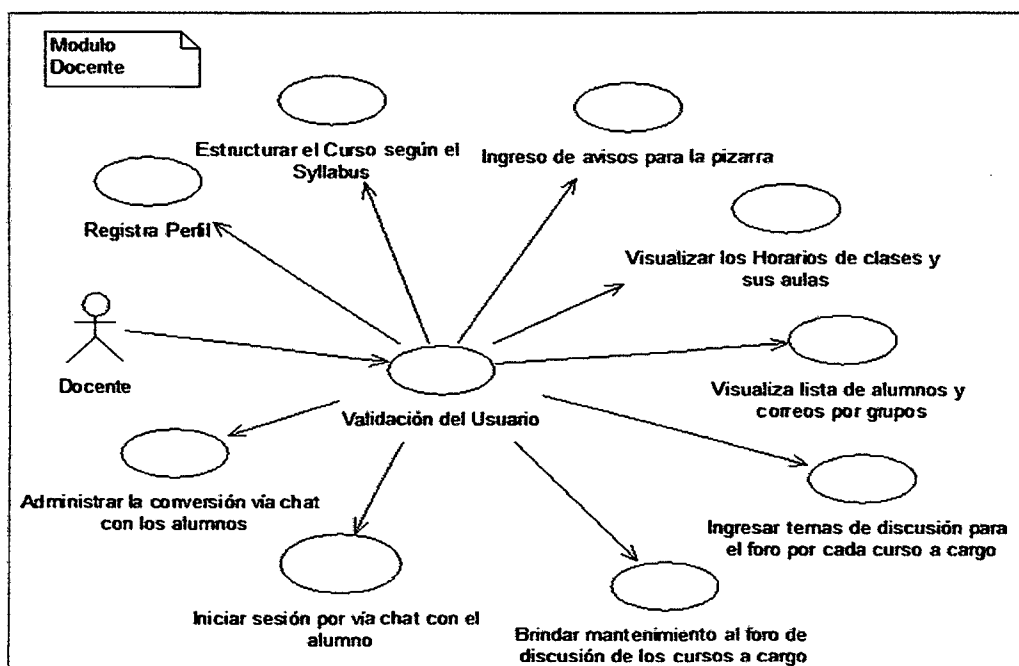 Modulo
Docente
Estructurar el Curso según el
Syllabus
Ingreso de avisos para la pizarra
Registra Perfil
Visualizar los Horarios de clases y
sus aulas
Docente
Validación del Usuario
Visualiza lista de alumnos y
correos por grupos
Administrar la conversión vía chat
con los alumnos
Ingresar temas de discusión para
el foro por cada curso a cargo
Iniciar sesión por vía chat con el
alumno
Brindar mantenimiento al foro de
discusión de los cursos a cargo